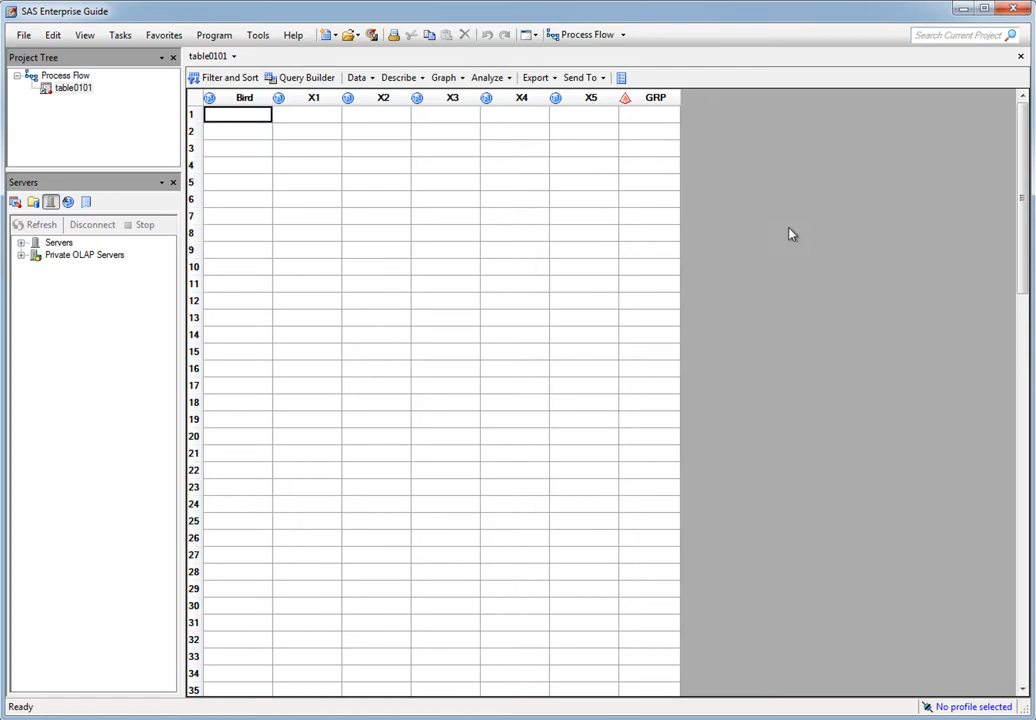 SAS Enterprise Guide
File Edit View Tasks Favorites Program Tools Help Process Flow Search Current Project
Project Tree
Process Flow
table0101
Servers
Refresh Disconnect Stop
Servers
Private OLAP Servers
table0101
Filter and Sort Query Builder Data Describe Graph Analyze Export Send To
Bird X1 X2 X3 X4 X5 GRP
1
2
3
4
5
6
7
8
9
10
11
12
13
14
15
16
17
18
19
20
21
22
23
24
25
26
27
28
29
30
31
32
33
34
35
Ready No profile selected